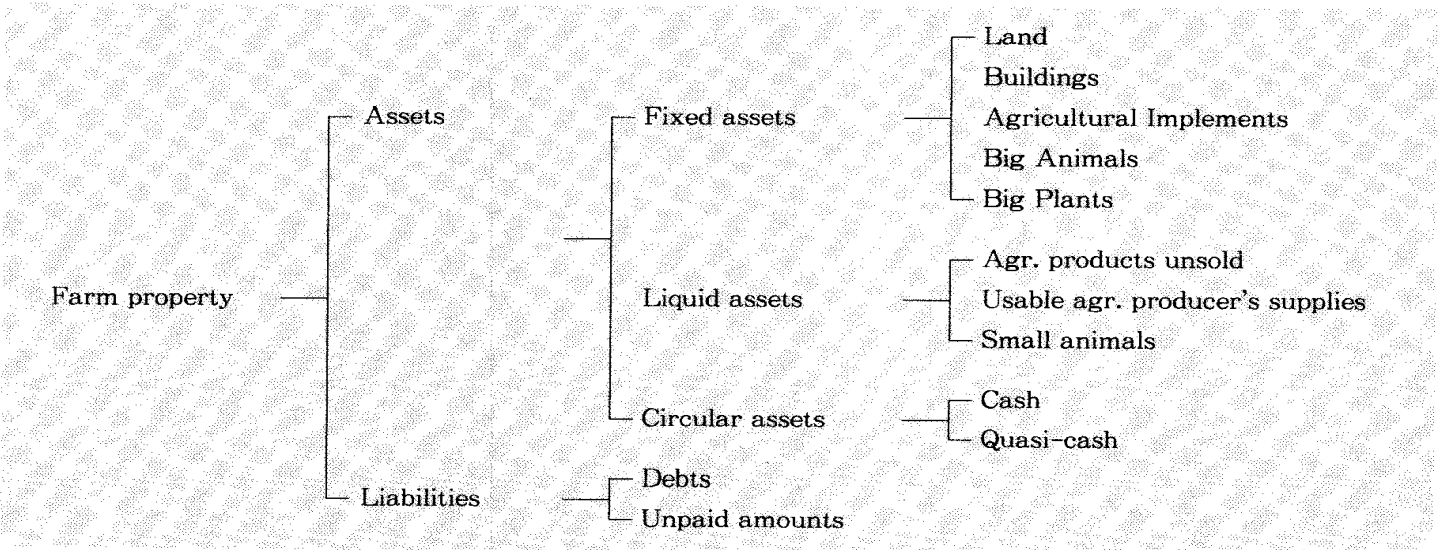 Farm property
Assets
Fixed assets
Land
Buildings
Agricultural Implements
Big Animals
Big Plants
Liquid assets
Agr. products unsold
Usable agr. producer's supplies
Small animals
Circular assets
Cash
Quasi-cash
Liabilities
Debts
Unpaid amounts